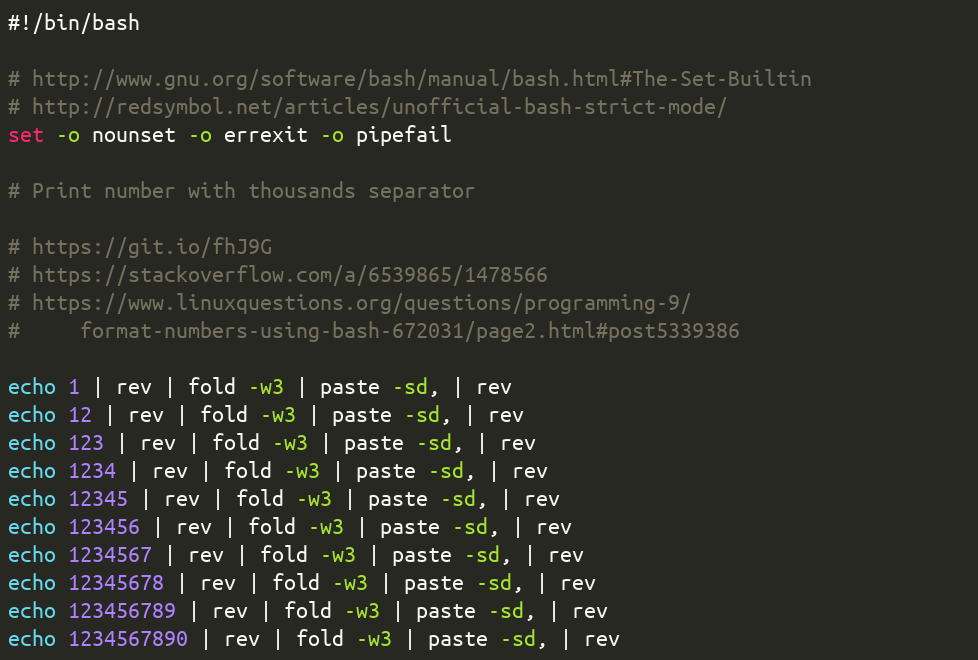 #!/bin/bash
# http://www.gnu.org/software/bash/manual/bash.html#The-Set-Builtin
# http://redsymbol.net/articles/unofficial-bash-strict-mode/
set -o nounset -o errexit -o pipefail
# Print number with thousands separator
# https://git.io/fhJ9G
# https://stackoverflow.com/a/6539865/1478566
# https://www.linuxquestions.org/questions/programming-9/
#     format-numbers-using-bash-672031/page2.html#post5339386
echo 1 | rev | fold -w3 | paste -sd, | rev
echo 12 | rev | fold -w3 | paste -sd, | rev
echo 123 | rev | fold -w3 | paste -sd, | rev
echo 1234 | rev | fold -w3 | paste -sd, | rev
echo 12345 | rev | fold -w3 | paste -sd, | rev
echo 123456 | rev | fold -w3 | paste -sd, | rev
echo 1234567 | rev | fold -w3 | paste -sd, | rev
echo 12345678 | rev | fold -w3 | paste -sd, | rev
echo 123456789 | rev | fold -w3 | paste -sd, | rev
echo 1234567890 | rev | fold -w3 | paste -sd, | rev